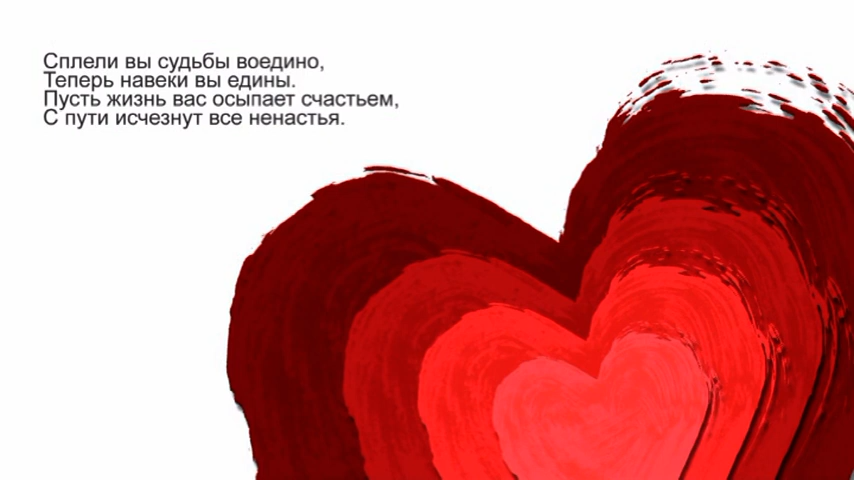 Сплели вы судьбы воедино,
Теперь навеки вы едины.
Пусть жизнь вас осыпает счастьем,
С пути исчезнут все ненастья.